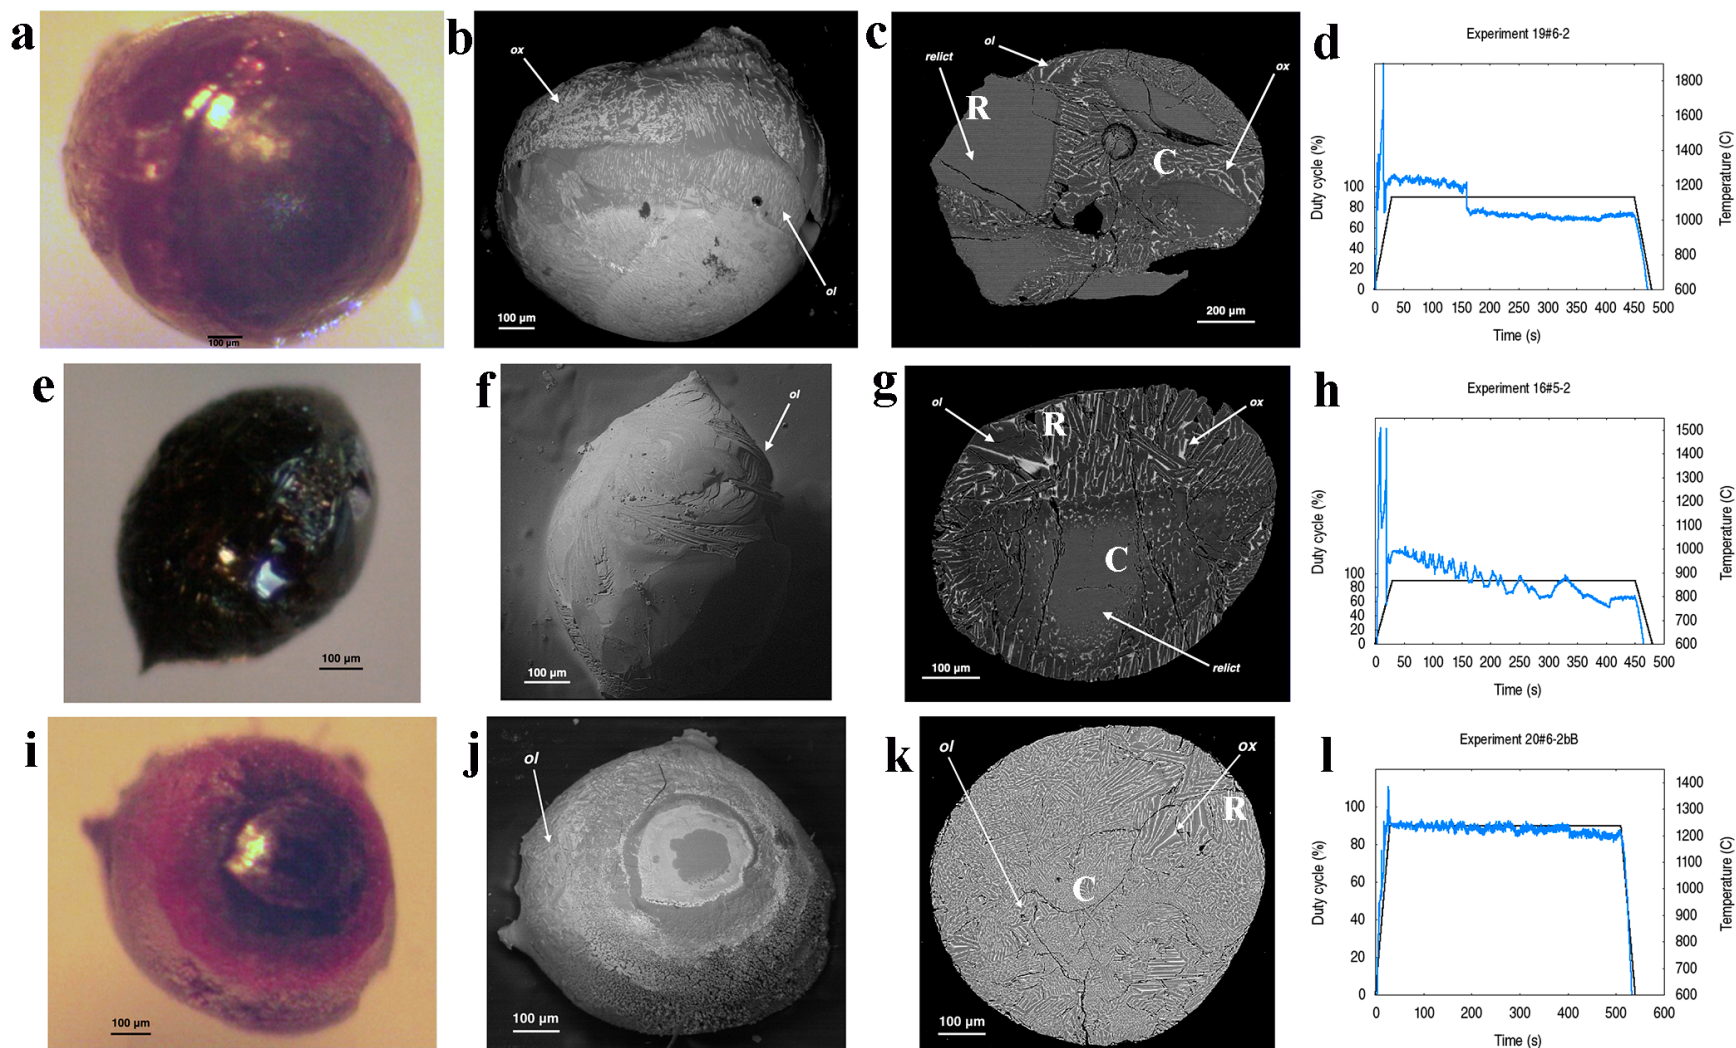 a
100 µm
b
ox
ol
100 µm
c
relict
ol
ox
R
C
200 µm
d
Experiment 19#6-2
Duty cycle (%)
100
80
60
40
20
0
1800
1600
1400
1200
1000
800
600
Temperature (C)
0 50 100 150 200 250 300 350 400 450 500
Time (s)
e
100 µm
f
ol
100 µm
g
ol
ox
R
C
relict
100 µm
h
Experiment 16#5-2
Duty cycle (%)
100
80
60
40
20
0
1500
1400
1300
1200
1100
1000
900
800
700
600
Temperature (C)
0 50 100 150 200 250 300 350 400 450 500
Time (s)
i
100 µm
j
ol
100 µm
k
ol
ox
R
C
100 µm
l
Experiment 20#6-2bB
Duty cycle (%)
100
80
60
40
20
0
1400
1300
1200
1100
1000
900
800
700
600
Temperature (C)
0 100 200 300 400 500 600
Time (s)